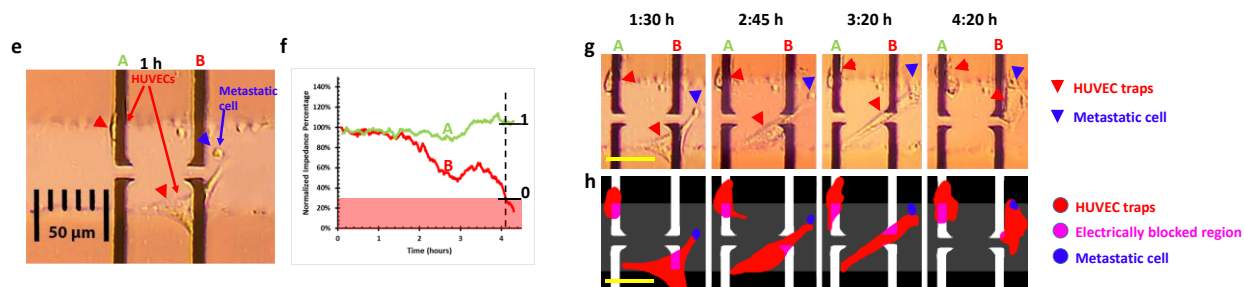 e
A
1 h
B
HUVECs
Metastatic
cell
50 µm
f
Normalized Impedance Percentage
140%
120%
100%
80%
60%
40%
20%
0%
A
B
1
0
0
1
2
3
4
5
Time (hours)
g
1:30 h
2:45 h
3:20 h
4:20 h
A
B
A
B
A
B
A
B
HUVEC traps
Metastatic cell
h
HUVEC traps
Electrically blocked region
Metastatic cell